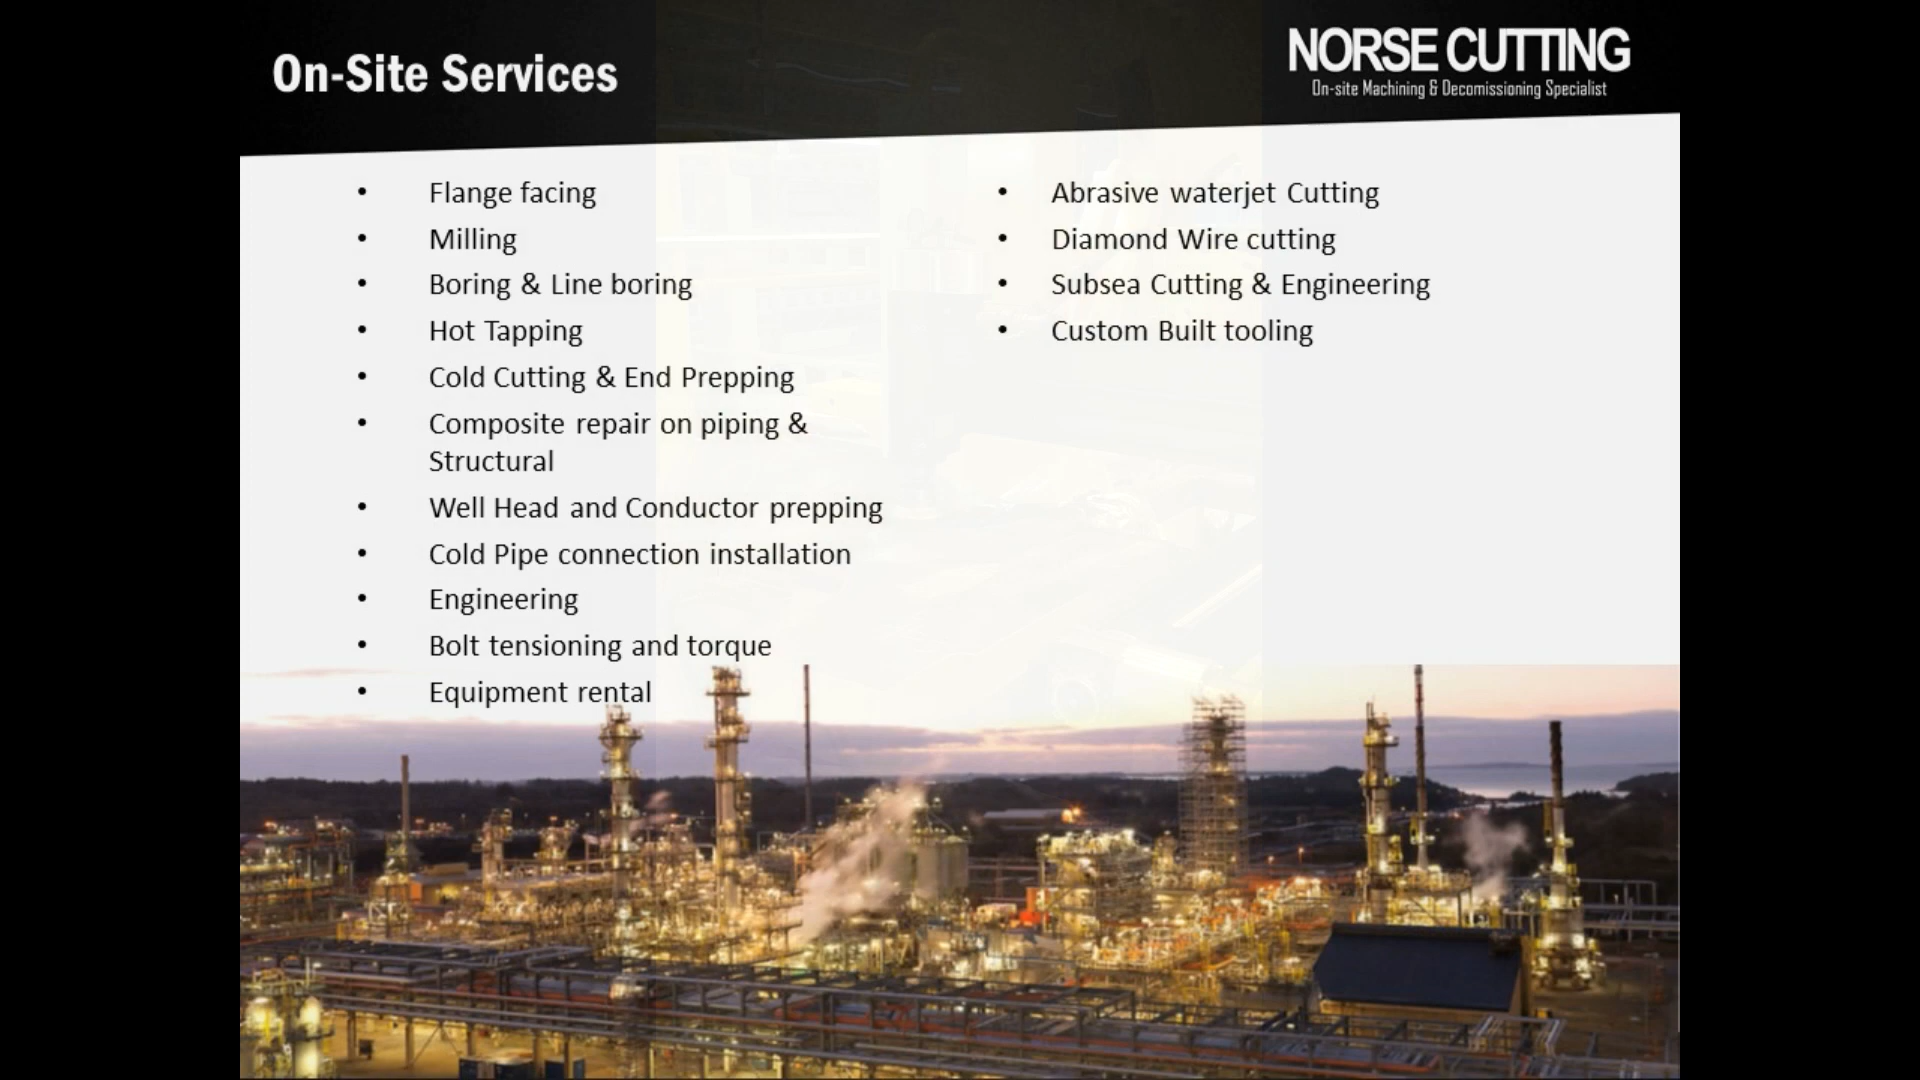 On-Site Services
NORSE CUTTING
On-site Machining & Decomissioning Specialist
• Flange facing
• Milling
• Boring & Line boring
• Hot Tapping
• Cold Cutting & End Prepping
• Composite repair on piping &
Structural
• Well Head and Conductor prepping
• Cold Pipe connection installation
• Engineering
• Bolt tensioning and torque
• Equipment rental
• Abrasive waterjet Cutting
• Diamond Wire cutting
• Subsea Cutting & Engineering
• Custom Built tooling